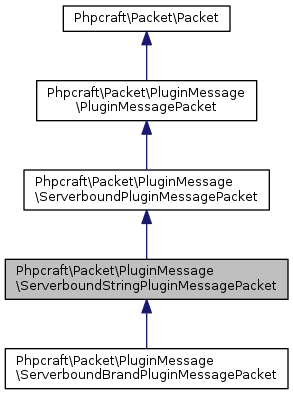 Phpcraft\Packet\Packet
Phpcraft\Packet\PluginMessage
\PluginMessagePacket
Phpcraft\Packet\PluginMessage
\ServerboundPluginMessagePacket
Phpcraft\Packet\PluginMessage
\ServerboundStringPluginMessagePacket
Phpcraft\Packet\PluginMessage
\ServerboundBrandPluginMessagePacket